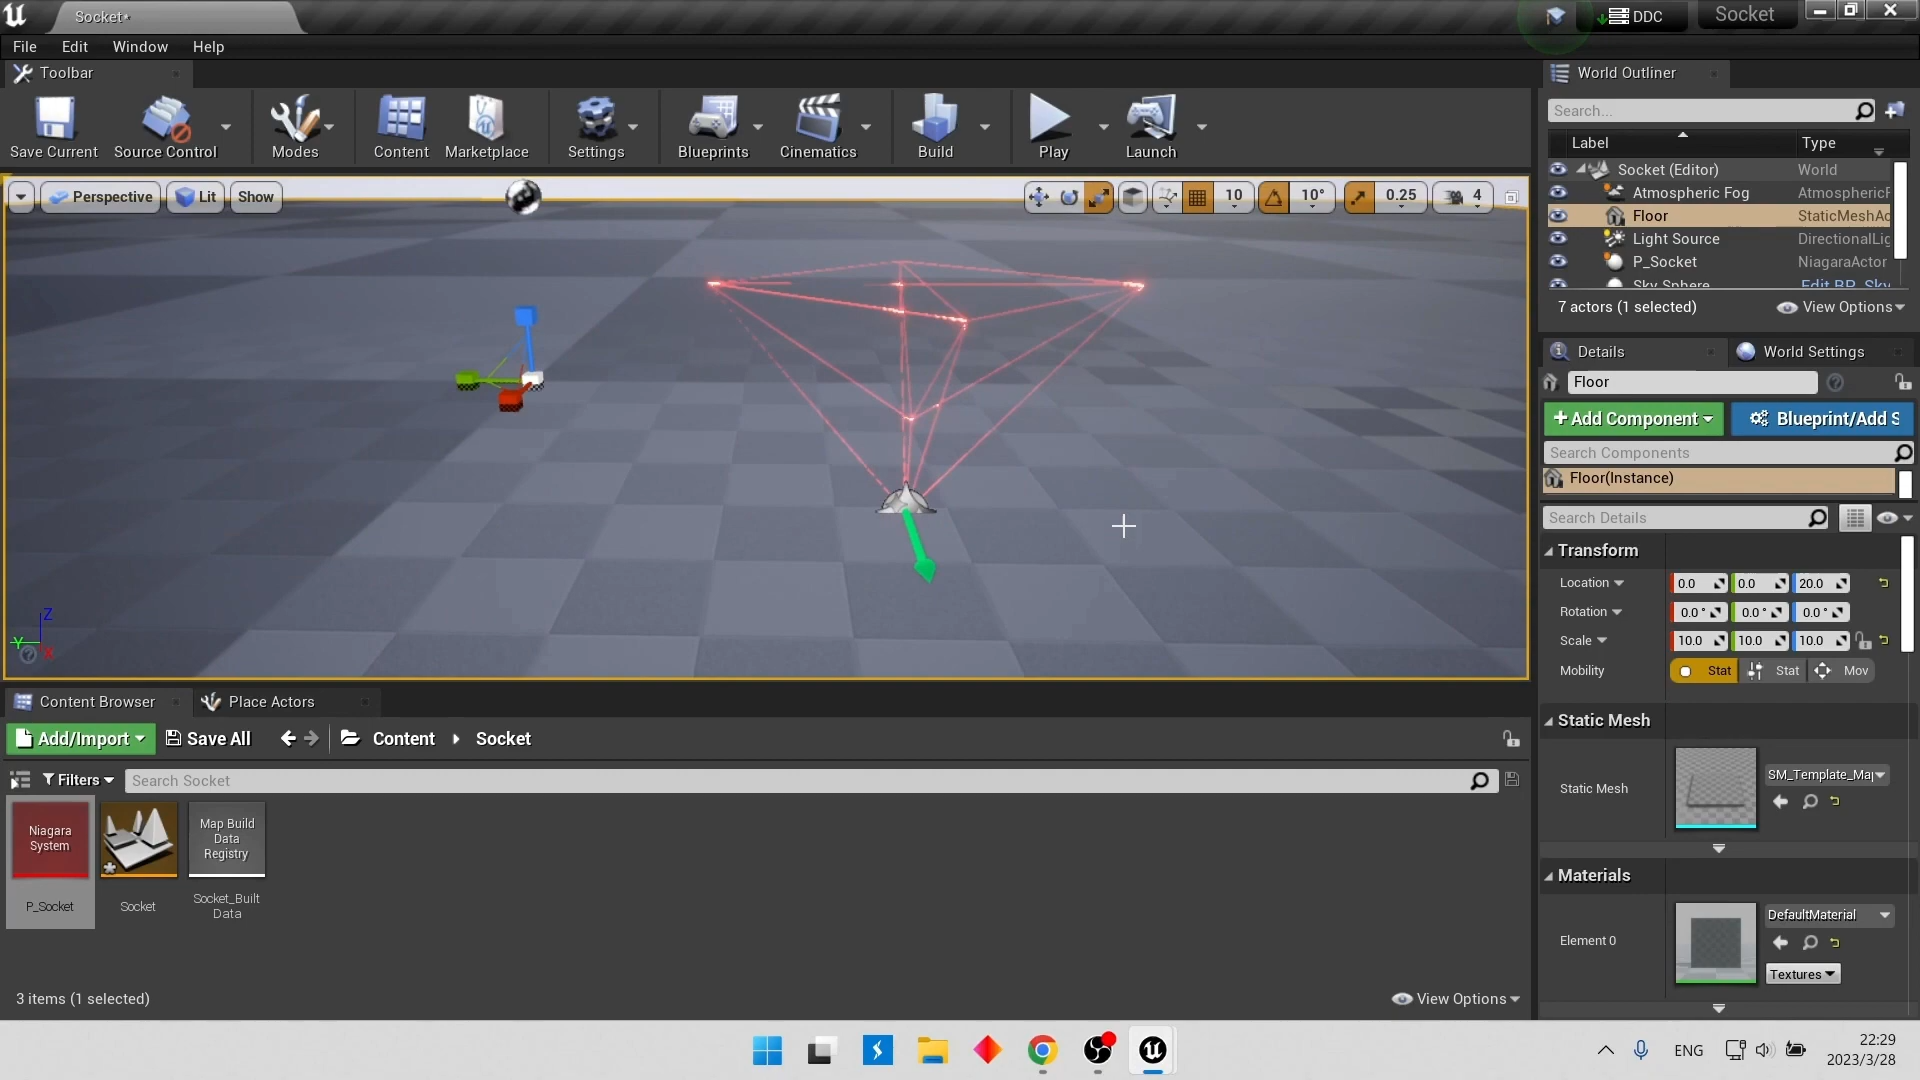 Socket•
DDC
Socket
File
Edit
Window
Help
Toolbar
World Outliner
Save Current
Source Control
Modes
Content
Marketplace
Settings
Blueprints
Cinematics
Build
Play
Launch
Search...
Label
Type
Socket (Editor)
World
Atmospheric Fog
AtmosphericF
Floor
StaticMeshAc
Light Source
DirectionalLig
P_Socket
NiagaraActor
Sky Sphere
Edit BP_Sky
7 actors (1 selected)
View Options
Perspective
Lit
Show
10
10°
0.25
4
Z
Y
X
Details
World Settings
Floor
+ Add Component
Blueprint/Add S
Search Components
Floor(Instance)
Search Details
Transform
Location
0.0
0.0
20.0
Rotation
0.0 °
0.0 °
0.0 °
Scale
10.0
10.0
10.0
Mobility
Stat
Stat
Mov
Static Mesh
Static Mesh
SM_Template_Ma
Materials
Element 0
DefaultMaterial
Textures
Content Browser
Place Actors
Add/Import
Save All
Content
Socket
Filters
Search Socket
Niagara
System
Map Build
Data
Registry
P_Socket
Socket
Socket_Built
Data
3 items (1 selected)
View Options
ENG
22:29
2023/3/28